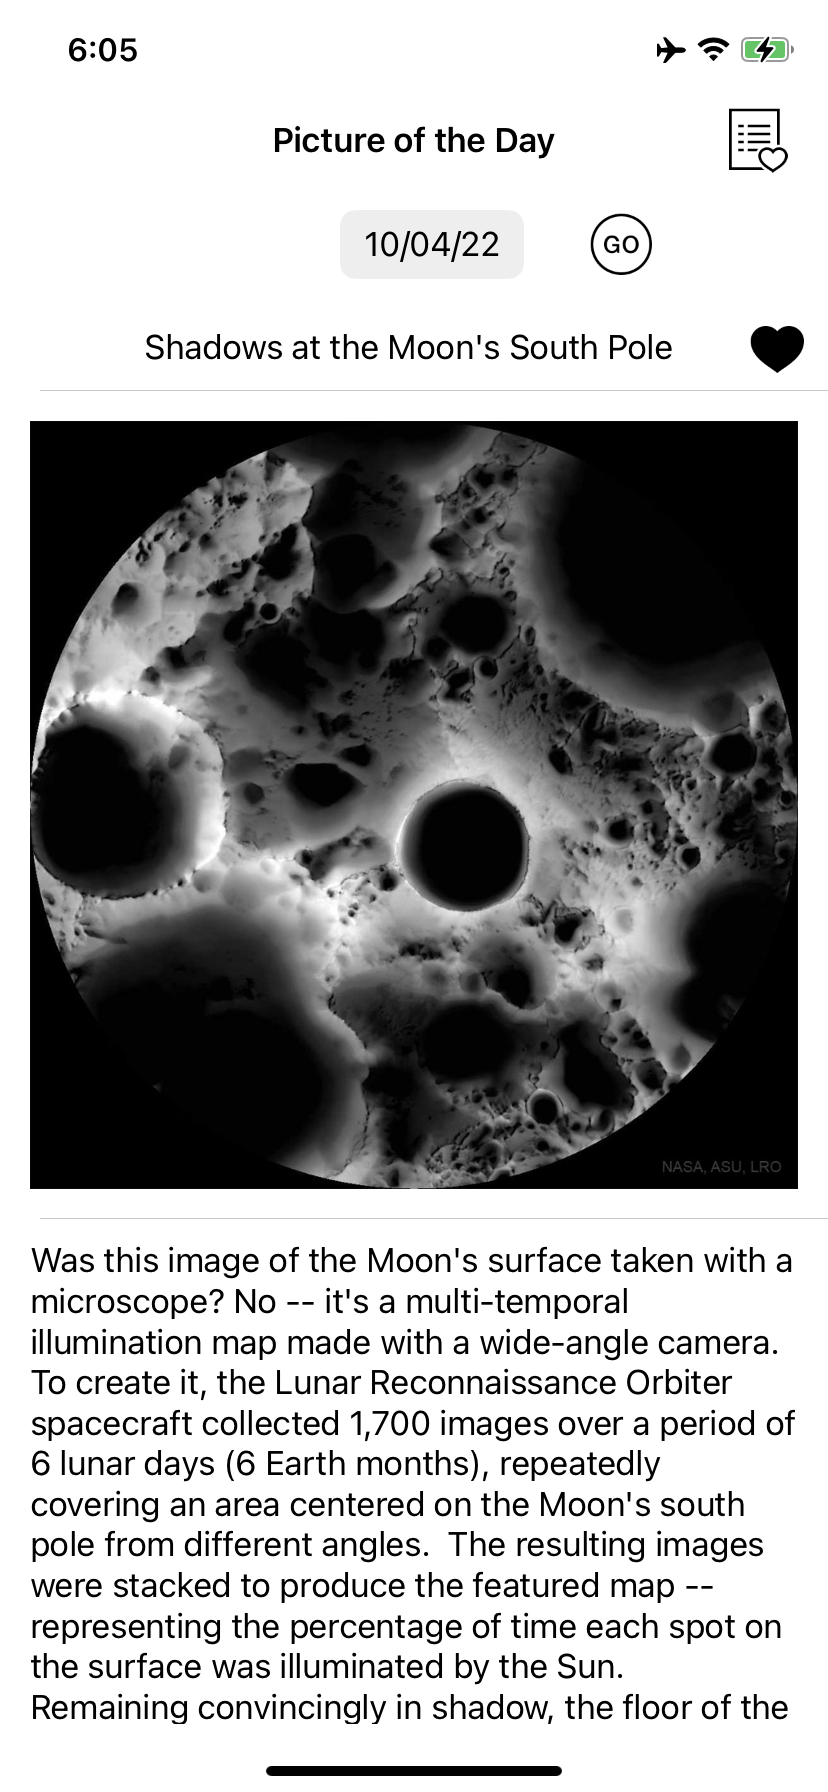 6:05
Picture of the Day
10/04/22
GO
Shadows at the Moon's South Pole
NASA, ASU, LRO
Was this image of the Moon's surface taken with a
microscope? No -- it's a multi-temporal
illumination map made with a wide-angle camera.
To create it, the Lunar Reconnaissance Orbiter
spacecraft collected 1,700 images over a period of
6 lunar days (6 Earth months), repeatedly
covering an area centered on the Moon's south
pole from different angles.  The resulting images
were stacked to produce the featured map --
representing the percentage of time each spot on
the surface was illuminated by the Sun.
Remaining convincingly in shadow, the floor of the